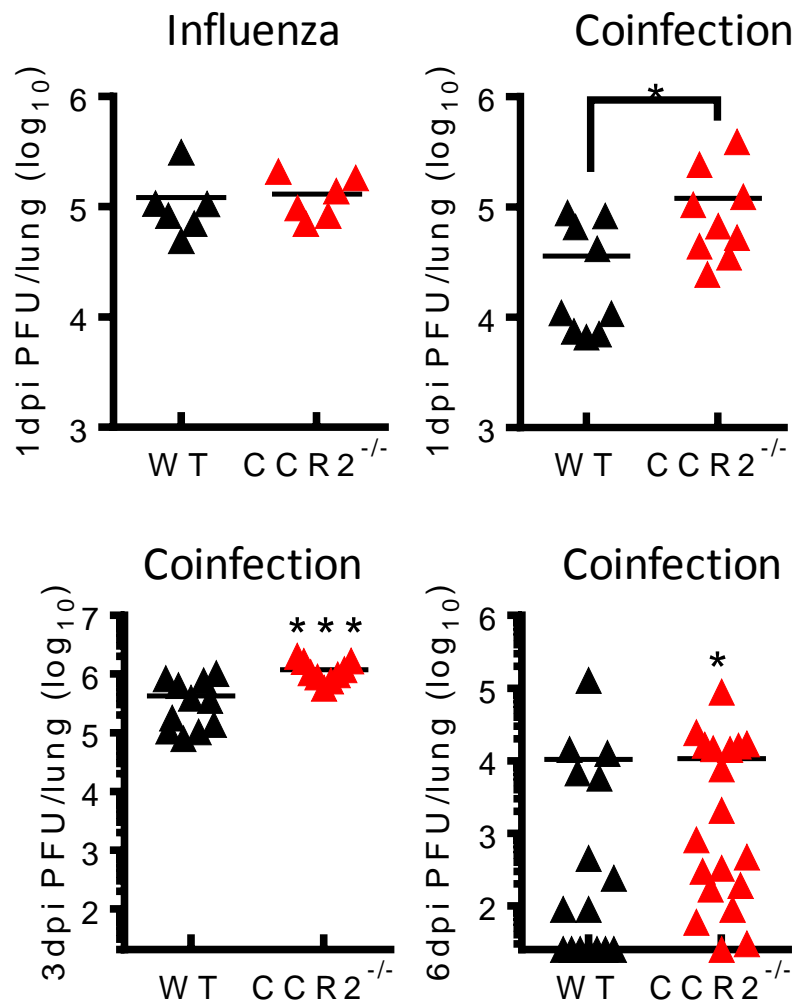 Influenza
1dpi PFU/lung (log10)
6
5
4
3
WT CCR2-/-
Coinfection
1dpi PFU/lung (log10)
6
5
4
3
*
WT CCR2-/-
Coinfection
3dpi PFU/lung (log10)
7
6
5
4
3
2
* * *
WT CCR2-/-
Coinfection
6dpi PFU/lung (log10)
6
5
4
3
2
*
WT CCR2-/-